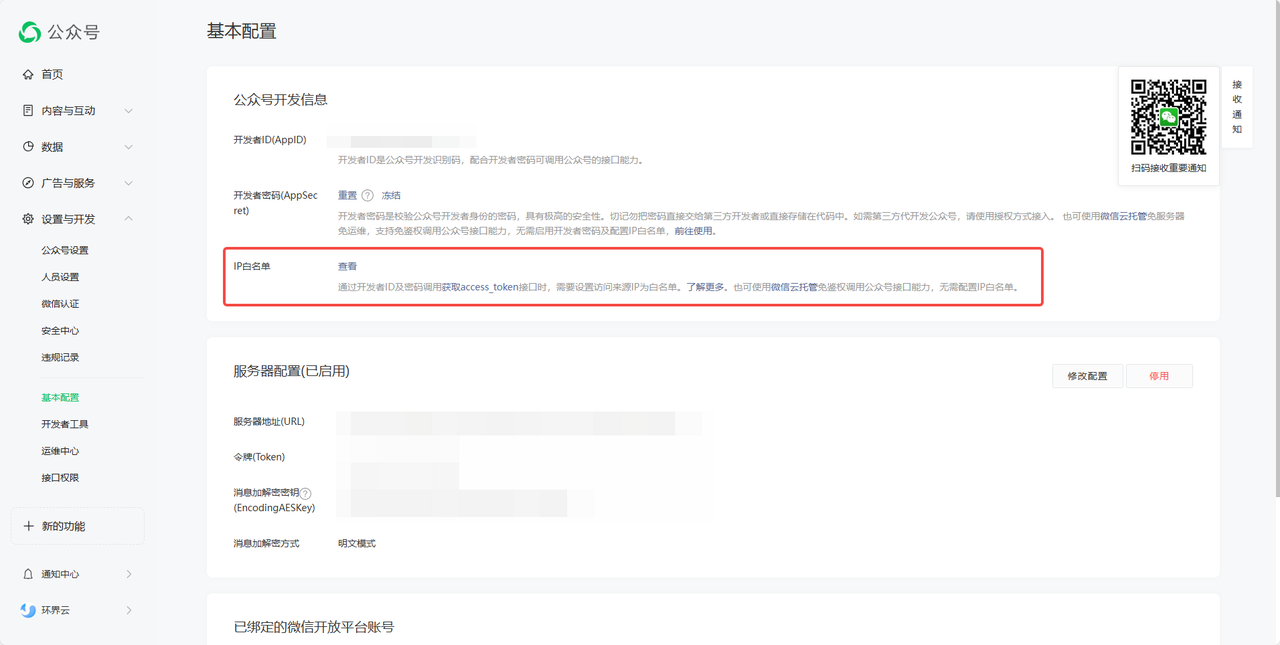 公众号
首页
内容与互动
数据
广告与服务
设置与开发
公众号设置
人员设置
微信认证
安全中心
违规记录
基本配置
开发者工具
运维中心
接口权限
新的功能
通知中心
环界云
基本配置
公众号开发信息
开发者ID(AppID)
开发者ID是公众号开发识别码，配合开发者密码可调用公众号的接口能力。
开发者密码(AppSec
ret)
重置 ? 冻结
开发者密码是校验公众号开发者身份的密码，具有极高的安全性。切记勿把密码直接交给第三方开发者或直接存储在代码中。如需第三方代开发公众号，请使用授权方式接入。 也可使用微信云托管免服务器
免运维，支持免鉴权调用公众号接口能力，无需启用开发者密码及配置IP白名单，前往使用。
IP白名单
查看
通过开发者ID及密码调用获取access_token接口时，需要设置访问来源IP为白名单。了解更多。也可使用微信云托管免鉴权调用公众号接口能力，无需配置IP白名单。
扫码接收重要通知
接
收
通
知
服务器配置(已启用)
修改配置
停用
服务器地址(URL)
令牌(Token)
消息加解密密钥?
(EncodingAESKey)
消息加解密方式
明文模式
已绑定的微信开放平台账号